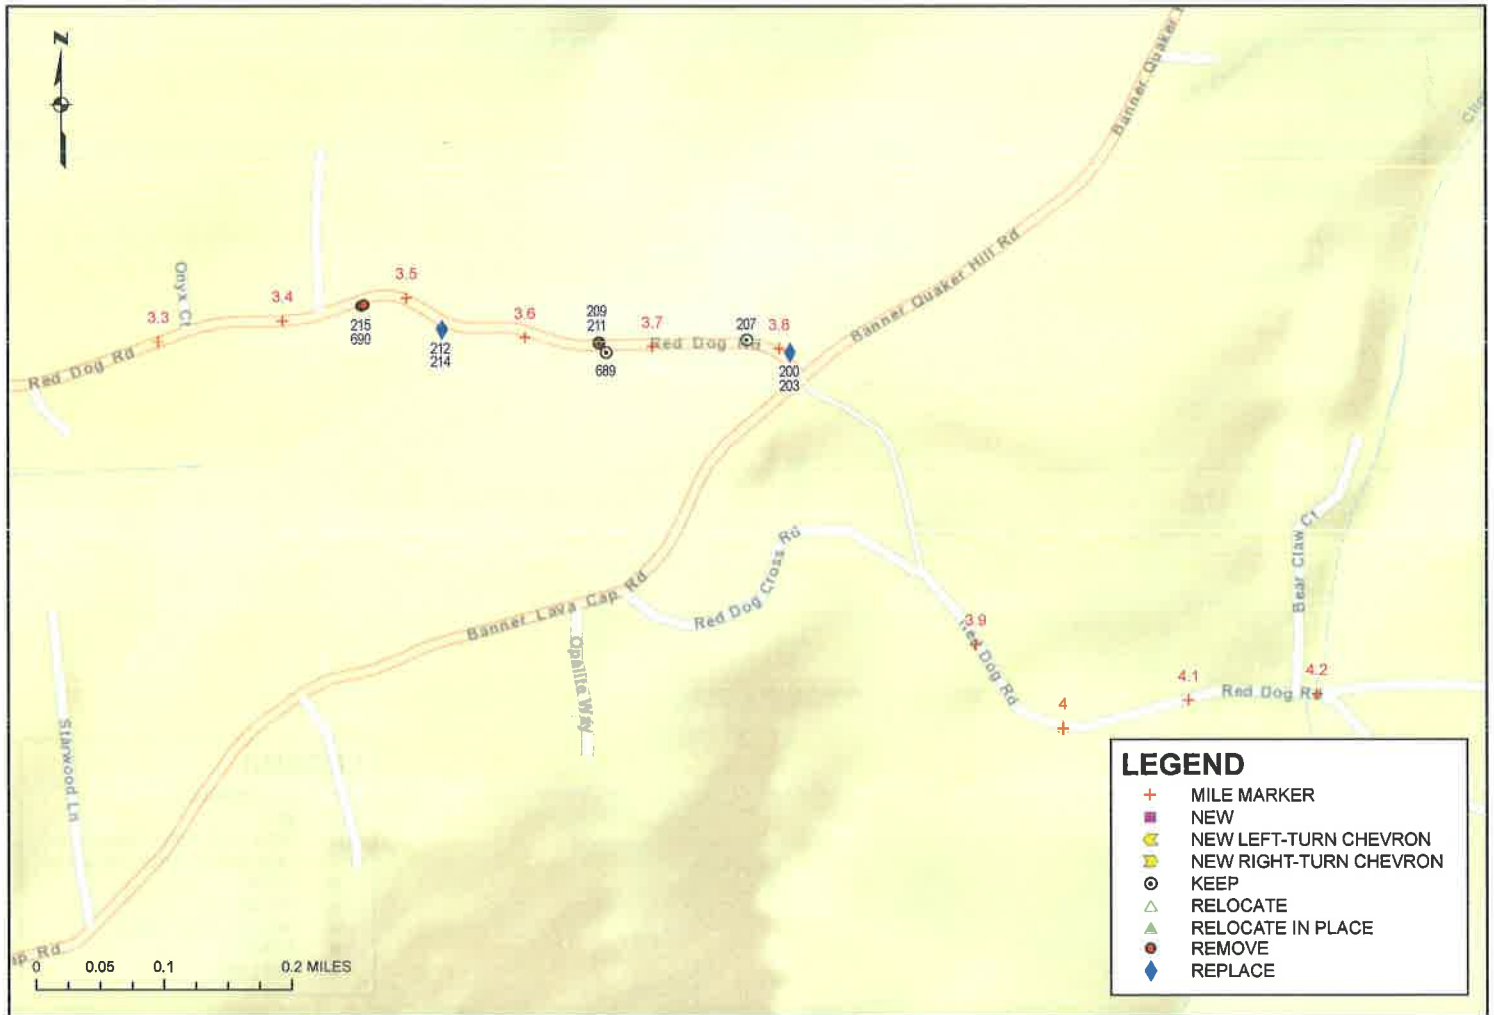 N
Banner Quaker
Banner Quaker Hill Rd
Onyx Ct
3.3
3.4
3.5
3.6
3.7
3.8
Red Dog Rd
215
690
212
214
209
211
689
Red Dog Rd
207
200
203
Banner Lava Cap Rd
Opalite Way
Red Dog Cross Rd
Starwood Ln
3.9
Red Dog Rd
4
4.1
Red Dog Rd
4.2
Bear Claw Ct
ap Rd
0 0.05 0.1 0.2 MILES
LEGEND
MILE MARKER
NEW
NEW LEFT-TURN CHEVRON
NEW RIGHT-TURN CHEVRON
KEEP
RELOCATE
RELOCATE IN PLACE
REMOVE
REPLACE